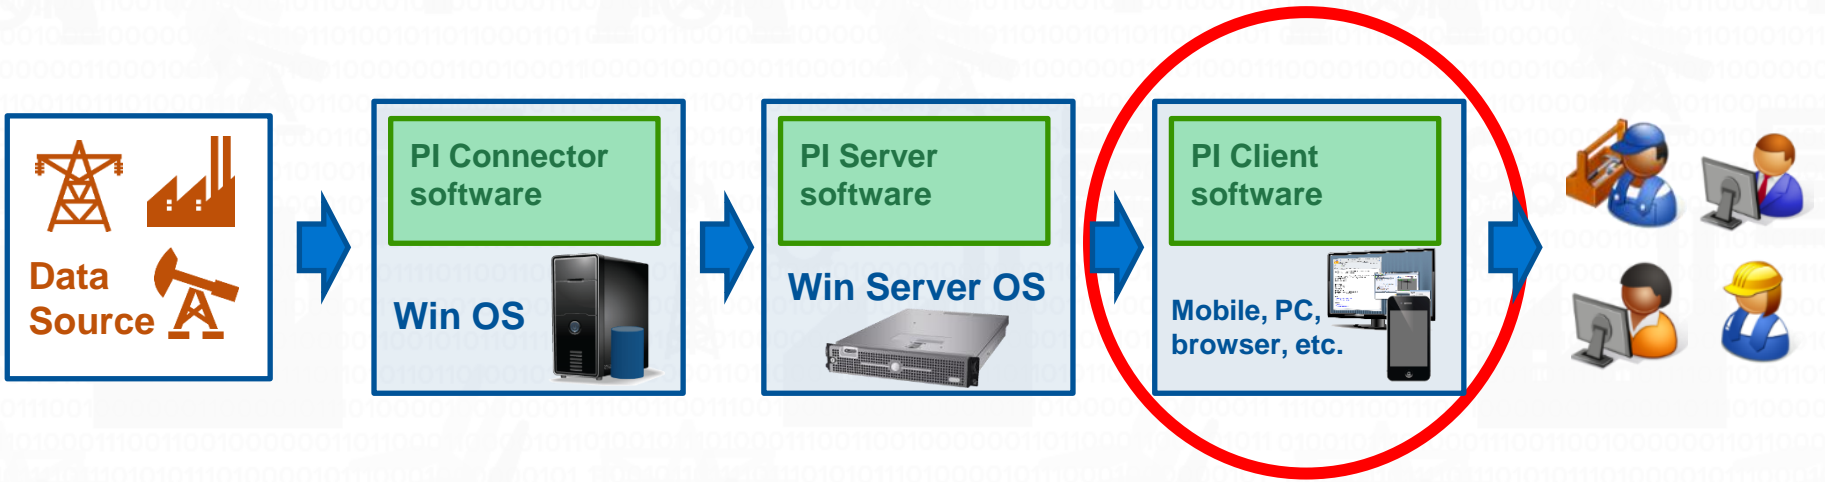 Data
Source
PI Connector
software
Win OS
PI Server
software
Win Server OS
PI Client
software
Mobile, PC,
browser, etc.